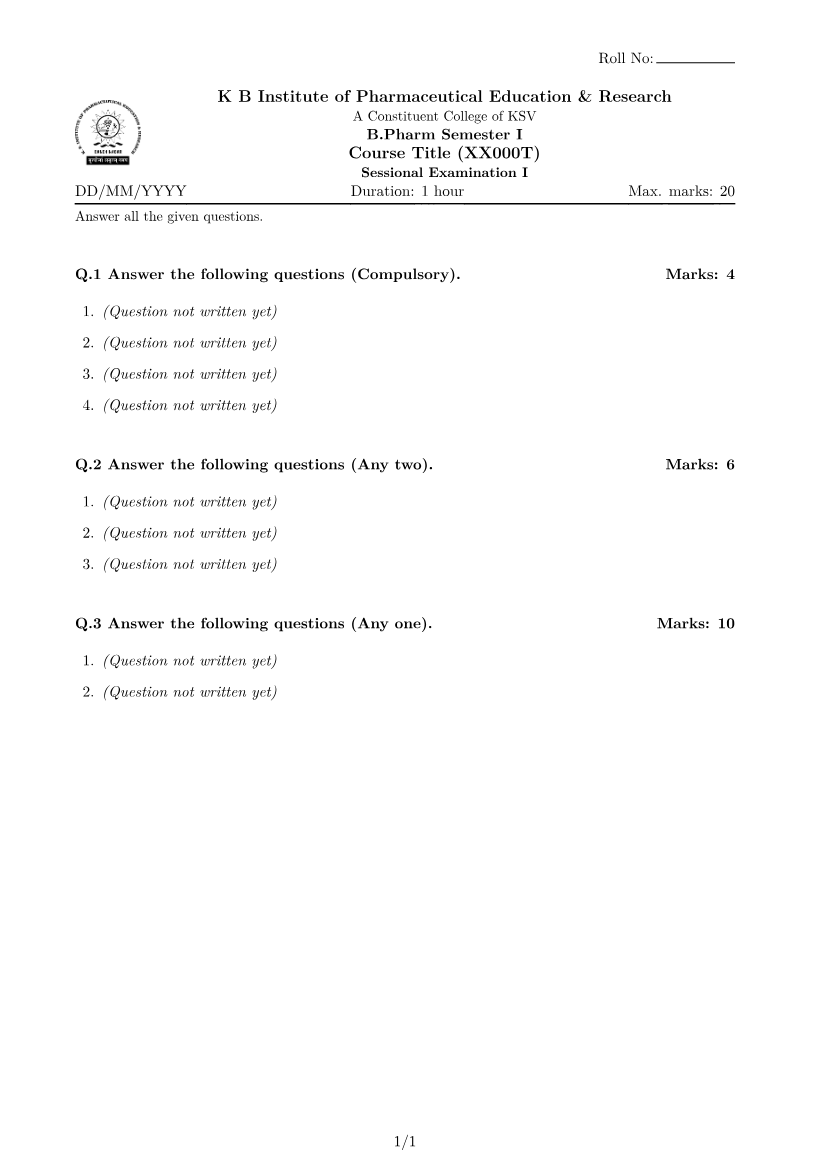 Roll No:
K B Institute of Pharmaceutical Education & Research
A Constituent College of KSV
B.Pharm Semester I
Course Title (XX000T)
Sessional Examination I
DD/MM/YYYY Duration: 1 hour Max. marks: 20
Answer all the given questions.
Q.1 Answer the following questions (Compulsory). Marks: 4
1. (Question not written yet)
2. (Question not written yet)
3. (Question not written yet)
4. (Question not written yet)
Q.2 Answer the following questions (Any two). Marks: 6
1. (Question not written yet)
2. (Question not written yet)
3. (Question not written yet)
Q.3 Answer the following questions (Any one). Marks: 10
1. (Question not written yet)
2. (Question not written yet)
1/1